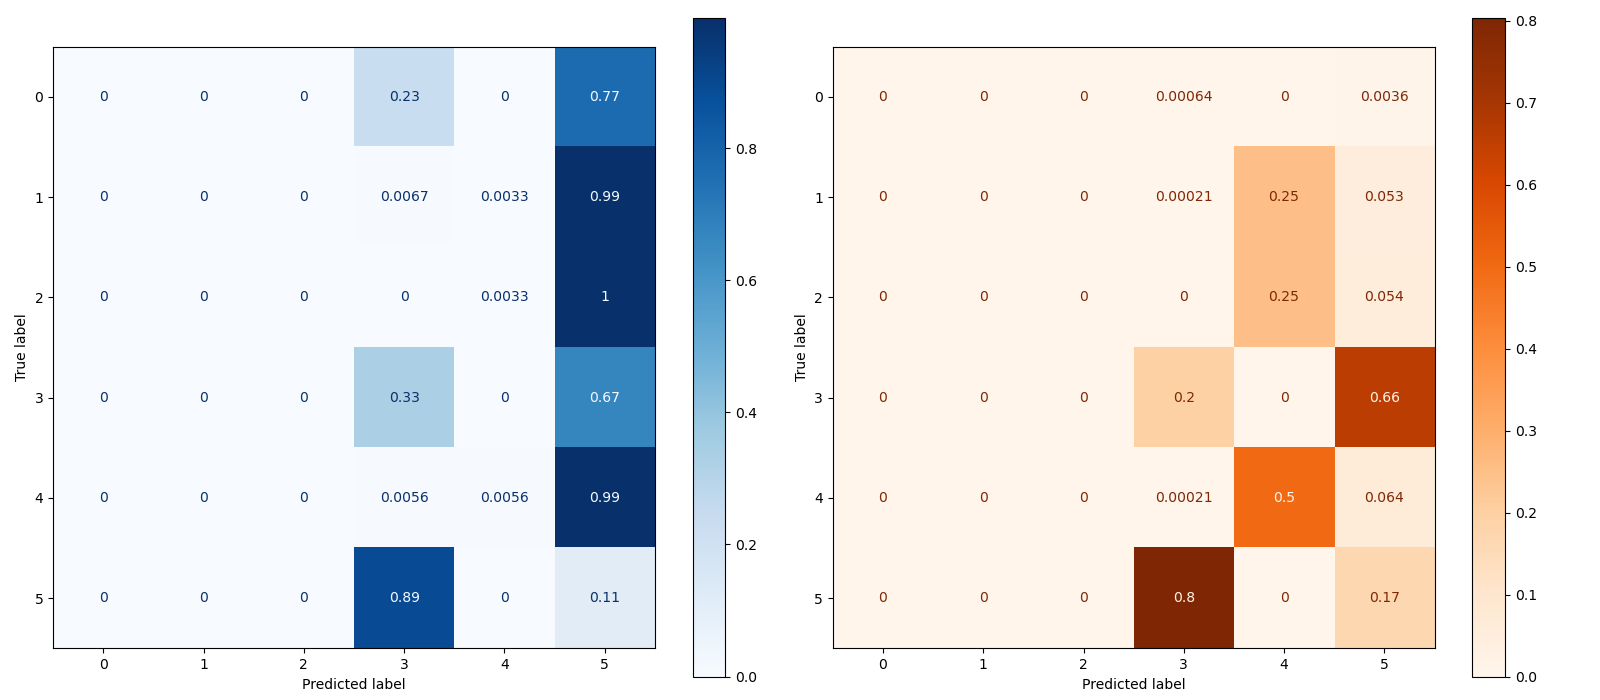 0 0 0 0 0.23 0 0.77
1 0 0 0 0.0067 0.0033 0.99
2 0 0 0 0 0.0033 1
3 0 0 0 0.33 0 0.67
4 0 0 0 0.0056 0.0056 0.99
5 0 0 0 0.89 0 0.11
0 1 2 3 4 5
True label
Predicted label
0.8
0.6
0.4
0.2
0.0
0 0 0 0 0.00064 0 0.0036
1 0 0 0 0.00021 0.25 0.053
2 0 0 0 0 0.25 0.054
3 0 0 0 0.2 0 0.66
4 0 0 0 0.00021 0.5 0.064
5 0 0 0 0.8 0 0.17
0 1 2 3 4 5
True label
Predicted label
0.8
0.7
0.6
0.5
0.4
0.3
0.2
0.1
0.0